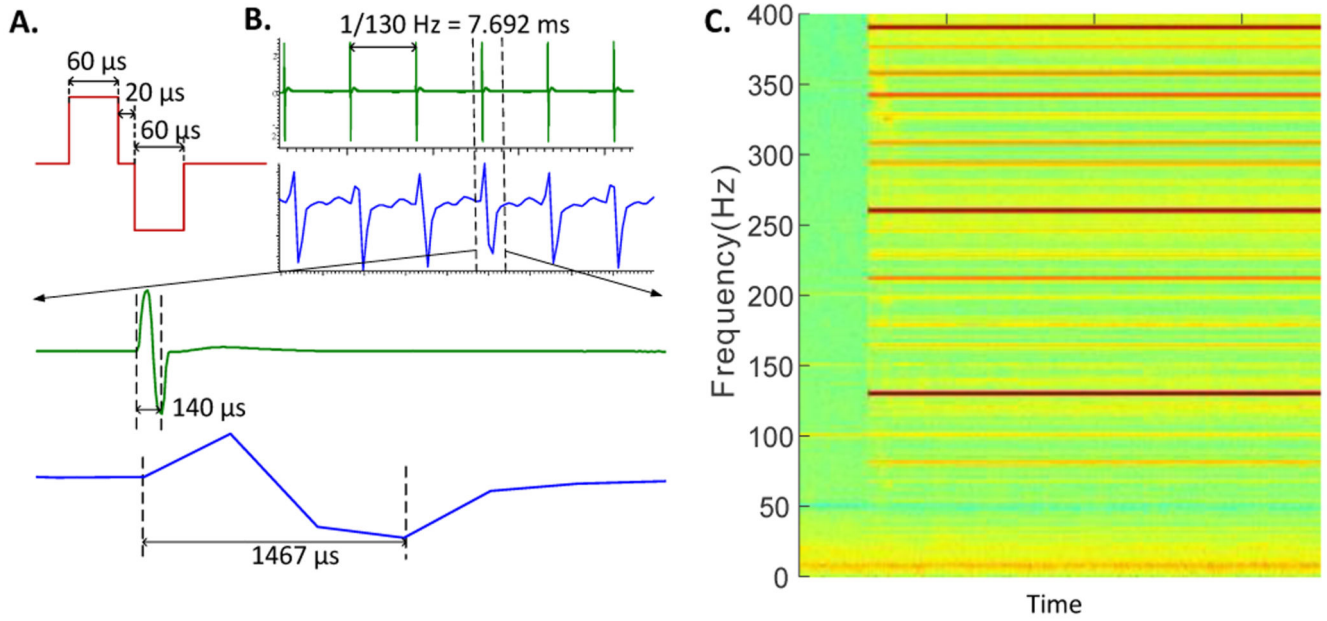 A.
60 μs
20 μs
60 μs
B.
1/130 Hz = 7.692 ms
140 μs
1467 μs
C.
Frequency(Hz)
400
350
300
250
200
150
100
50
0
Time